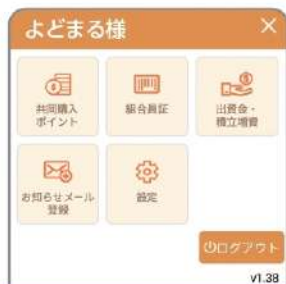 よどまる様
共同購入
ポイント
組合員証
出資金・
積立増資
お知らせメール
登録
設定
ログアウト
v1.38